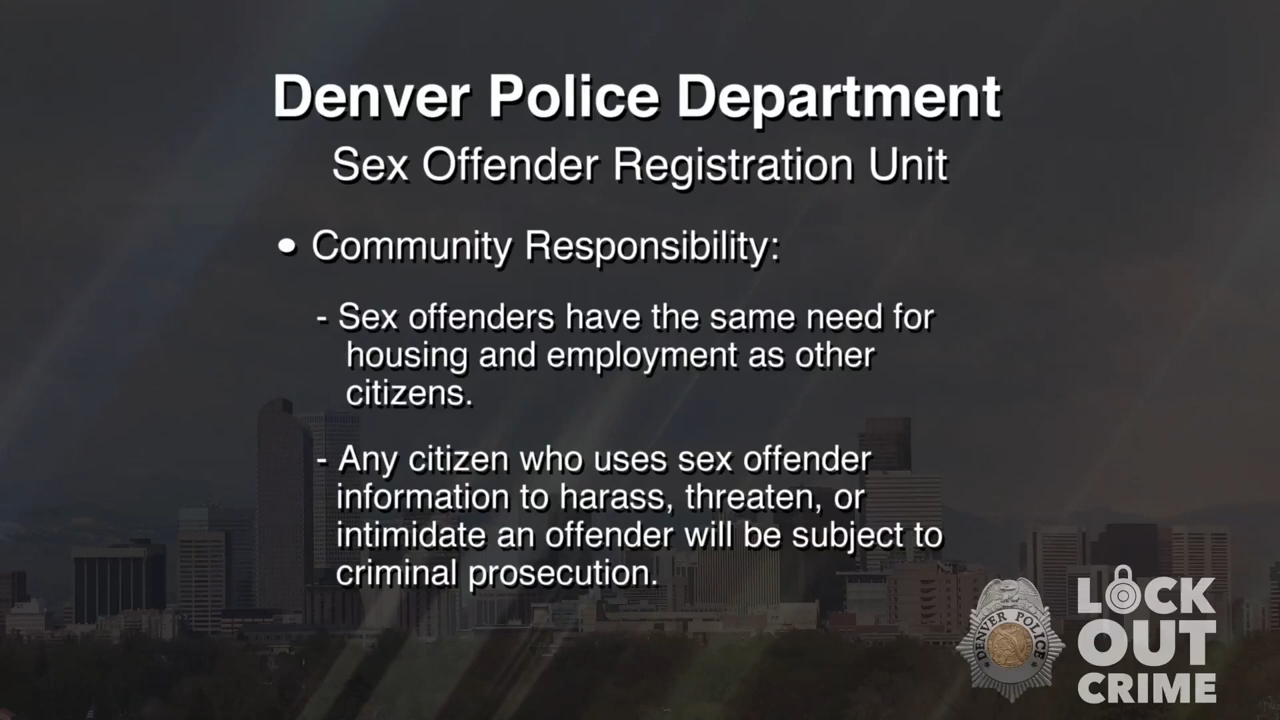 Denver Police Department
Sex Offender Registration Unit
• Community Responsibility:
- Sex offenders have the same need for
housing and employment as other
citizens.
- Any citizen who uses sex offender
information to harass, threaten, or
intimidate an offender will be subject to
criminal prosecution.
DENVER POLICE
LOCK
OUT
CRIME